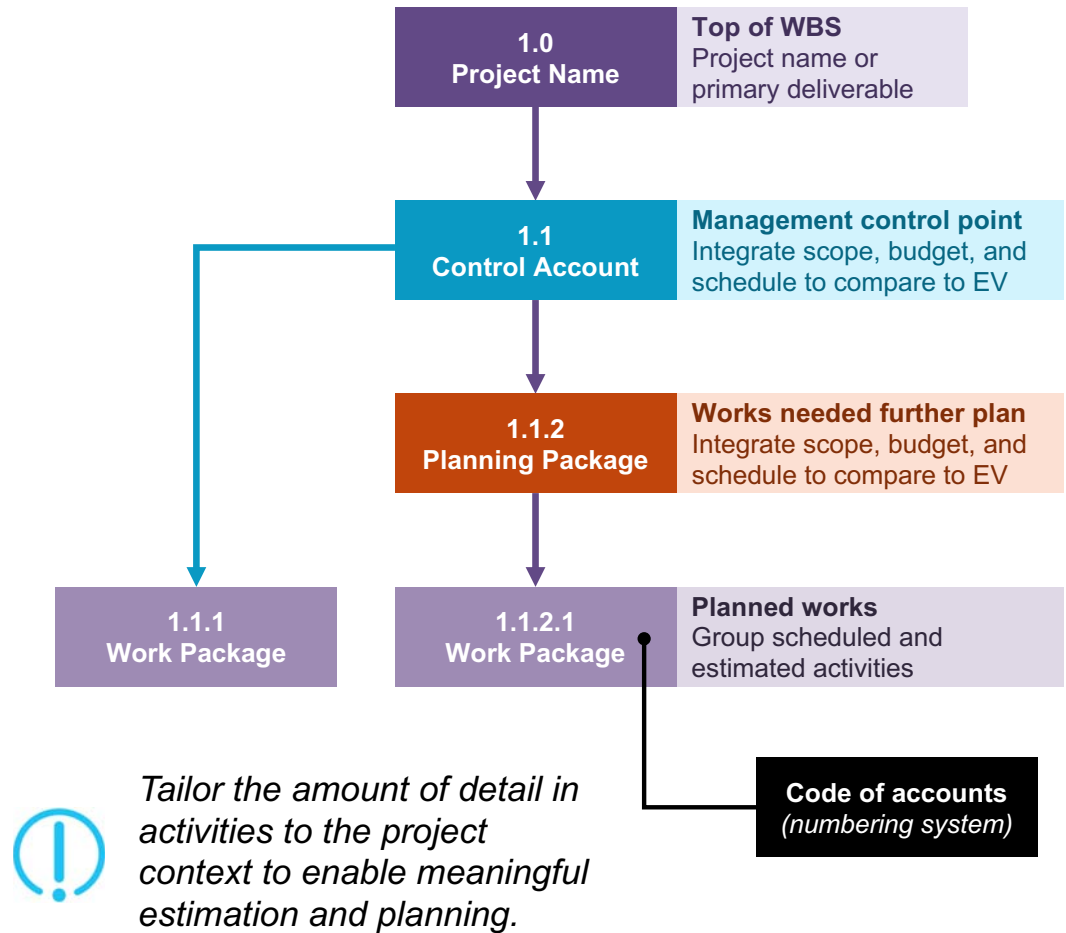 1.0
Project Name
Top of WBS
Project name or
primary deliverable
1.1
Control Account
Management control point
Integrate scope, budget, and
schedule to compare to EV
1.1.2
Planning Package
Works needed further plan
Integrate scope, budget, and
schedule to compare to EV
1.1.1
Work Package
1.1.2.1
Work Package
Planned works
Group scheduled and
estimated activities
Code of accounts
(numbering system)
Tailor the amount of detail in
activities to the project
context to enable meaningful
estimation and planning.